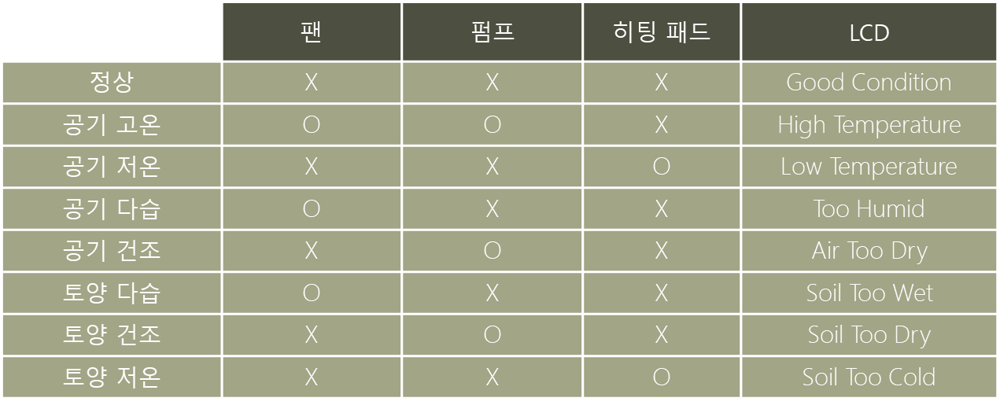 팬 펌프 히팅 패드 LCD
정상 X X X Good Condition
공기 고온 O O X High Temperature
공기 저온 X X O Low Temperature
공기 다습 O X X Too Humid
공기 건조 X O X Air Too Dry
토양 다습 O X X Soil Too Wet
토양 건조 X O X Soil Too Dry
토양 저온 X X O Soil Too Cold